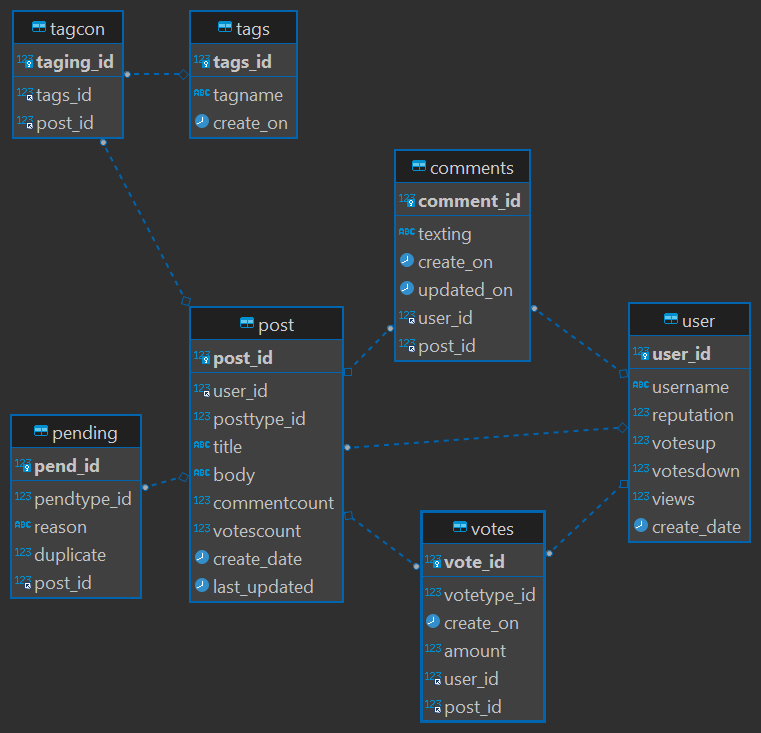 tagcon
123 taging_id
123 tags_id
123 post_id
tags
123 tags_id
ABC tagname
create_on
comments
123 comment_id
ABC texting
create_on
updated_on
123 user_id
123 post_id
post
123 post_id
123 user_id
123 posttype_id
ABC title
ABC body
123 commentcount
123 votescount
create_date
last_updated
user
123 user_id
ABC username
123 reputation
123 votesup
123 votesdown
123 views
create_date
pending
123 pend_id
123 pendtype_id
ABC reason
123 duplicate
123 post_id
votes
123 vote_id
123 votetype_id
create_on
123 amount
123 user_id
123 post_id